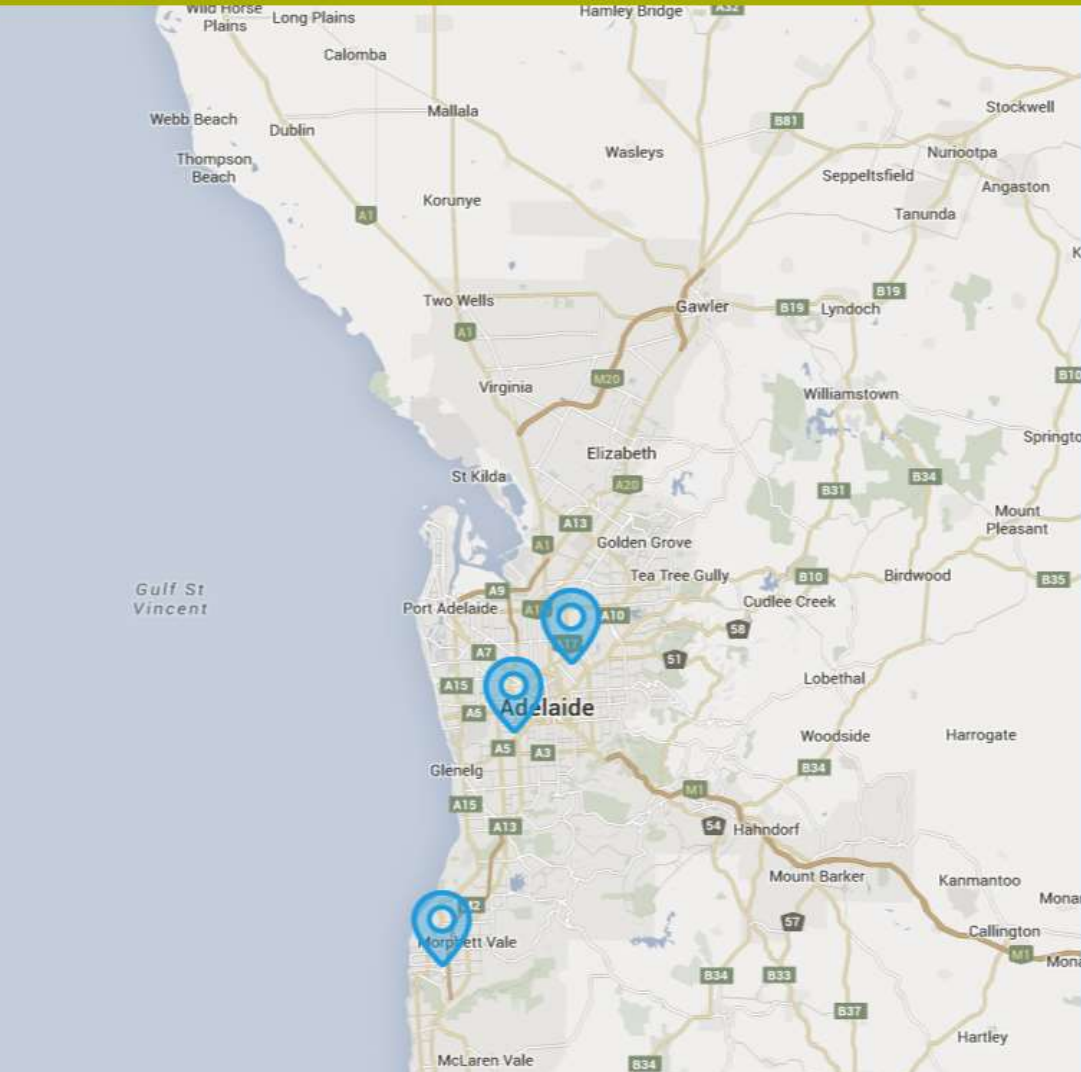 Wild Horse
Plains
Long Plains
Hamley Bridge
A32
Calomba
Webb Beach
Dublin
Mallala
B81
Stockwell
Thompson
Beach
Wasleys
Nuriootpa
Seppeltsfield
Angaston
Korunye
Tanunda
A1
K
Two Wells
Gawler
B19
Lyndoch
B19
A1
Virginia
M20
Williamstown
B10
Springto
Elizabeth
St Kilda
A20
B31
B34
Mount
Pleasant
A13
A1
Golden Grove
Gulf St
Vincent
A9
Tea Tree Gully
B10
Birdwood
B35
Port Adelaide
A10
Cudlee Creek
58
A17
A7
51
A15
Lobethal
A6
Adelaide
A5
A3
Woodside
Harrogate
Glenelg
B34
A15
M1
A13
54
Hahndorf
Mount Barker
Kanmantoo
M2
Monar
57
Morphett Vale
Callington
M1
Mona
B34
B33
B37
McLaren Vale
B34
Hartley